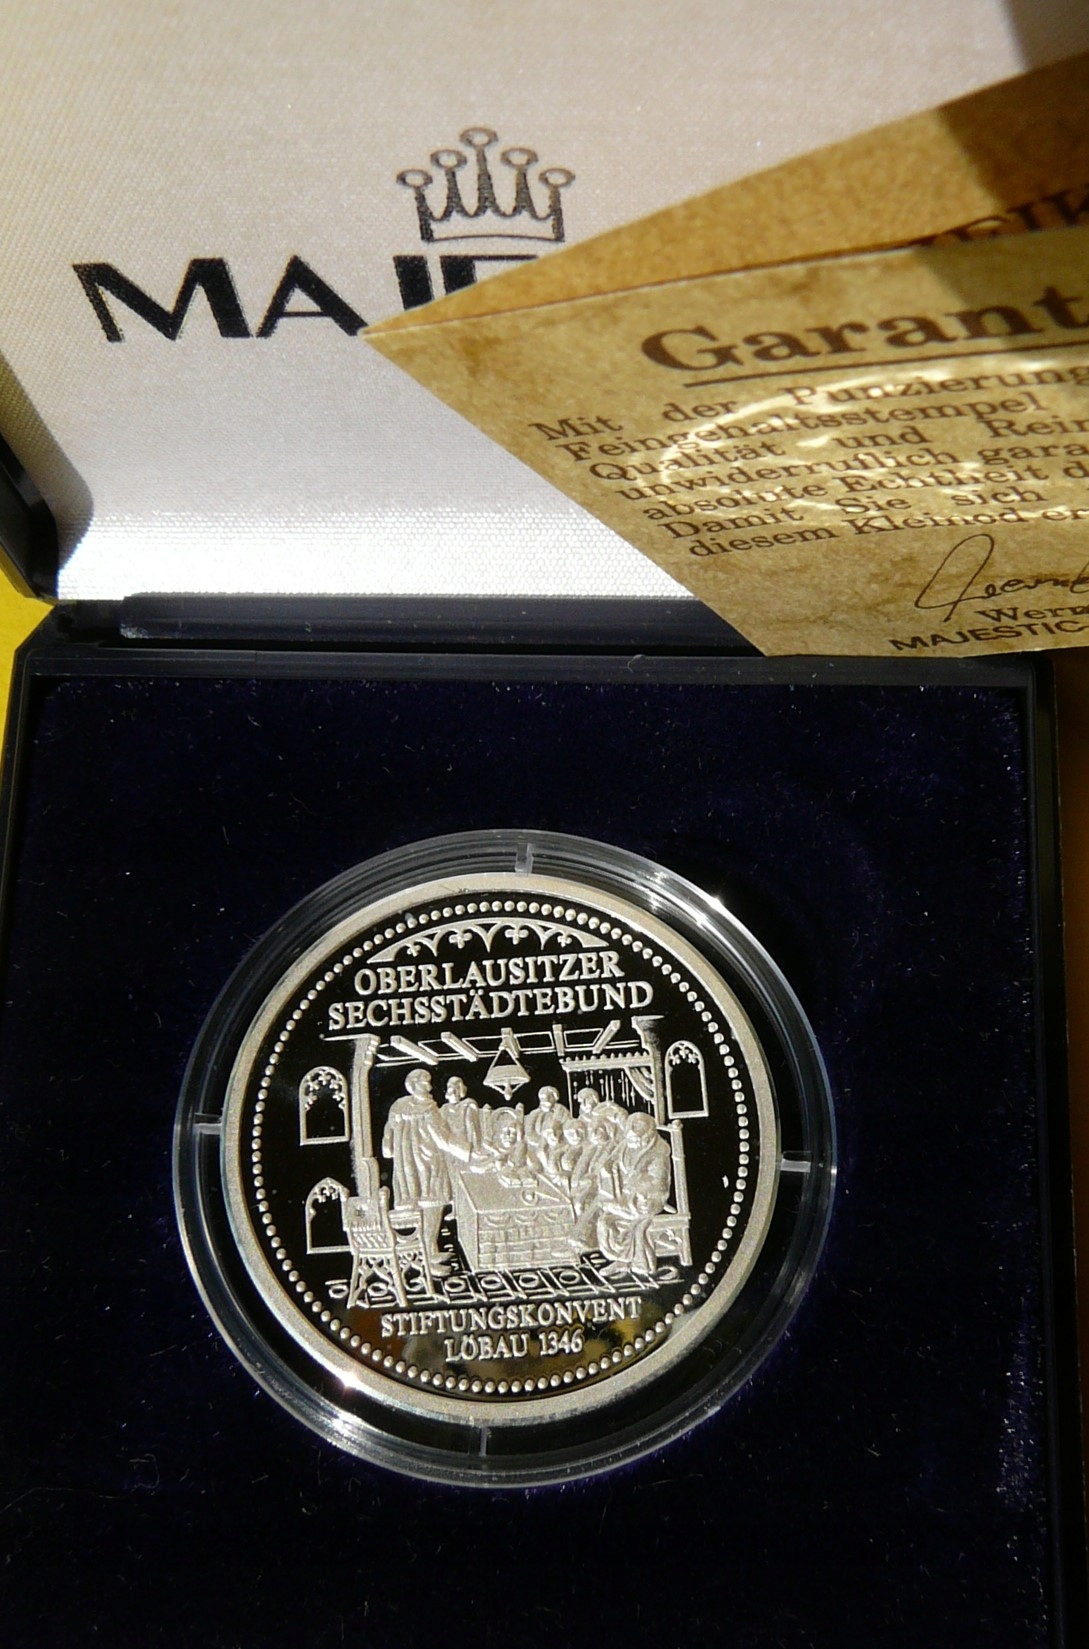 MAJE
Garant
Mit der Punzierung
Feingehaltsstempel
Qualität und Rein
unwiderruflich gara
absolute Echtheit d
Damit Sie sich
diesem Kleinod er
Wern
MAJESTIC
OBERLAUSITZER
SECHSSTÄDTEBUND
STIFTUNGSKONVENT
LÖBAU 1346